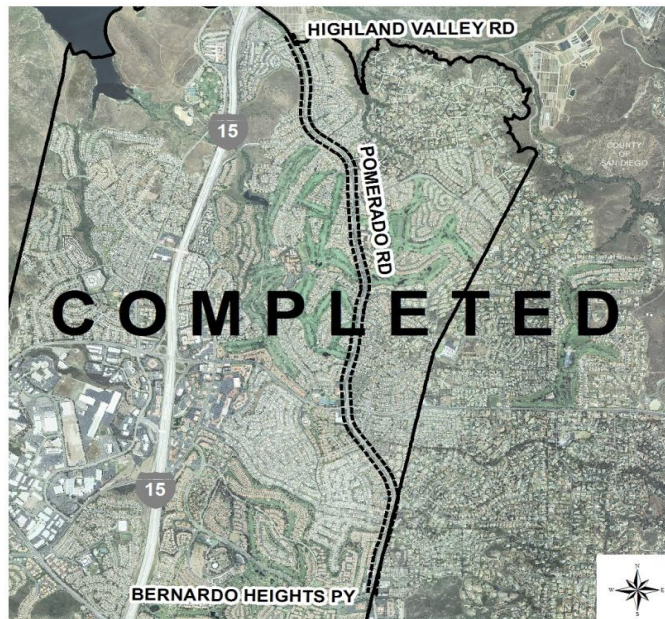 HIGHLAND VALLEY RD
15
COUNTY
OF
SAN DIEGO
POMERADO RD
COMPLETED
15
BERNARDO HEIGHTS PY
N
W
E
S